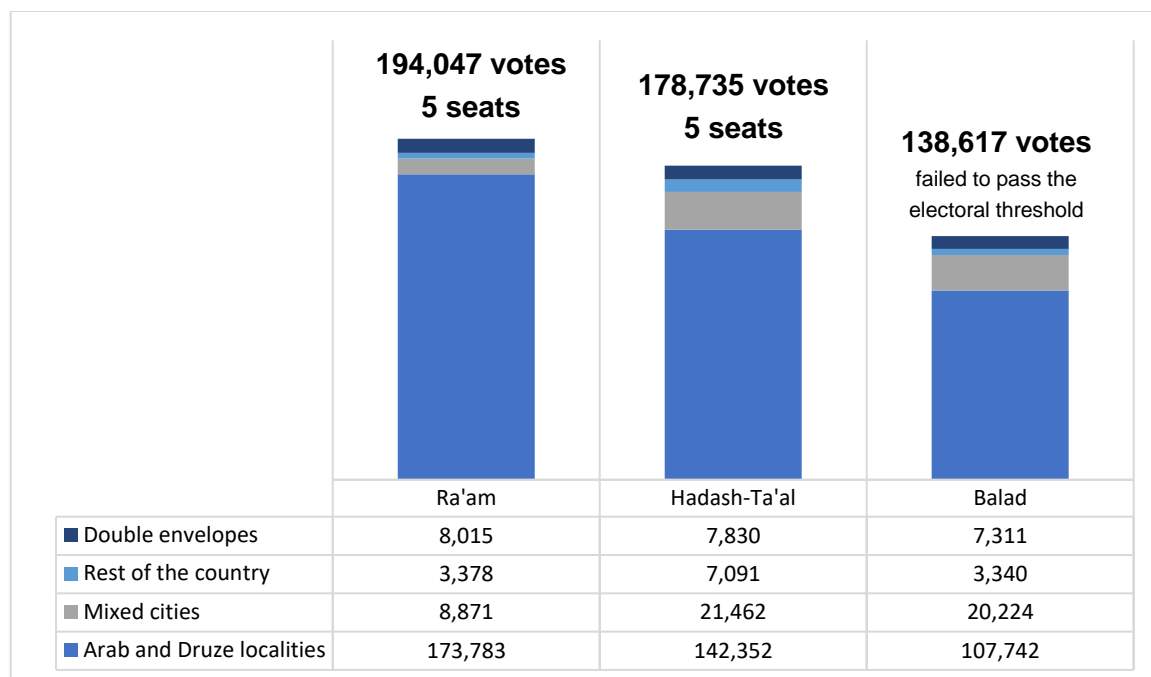 194,047 votes
5 seats
178,735 votes
5 seats
138,617 votes
failed to pass the
electoral threshold
Ra'am Hadash-Ta'al Balad
Double envelopes 8,015 7,830 7,311
Rest of the country 3,378 7,091 3,340
Mixed cities 8,871 21,462 20,224
Arab and Druze localities 173,783 142,352 107,742